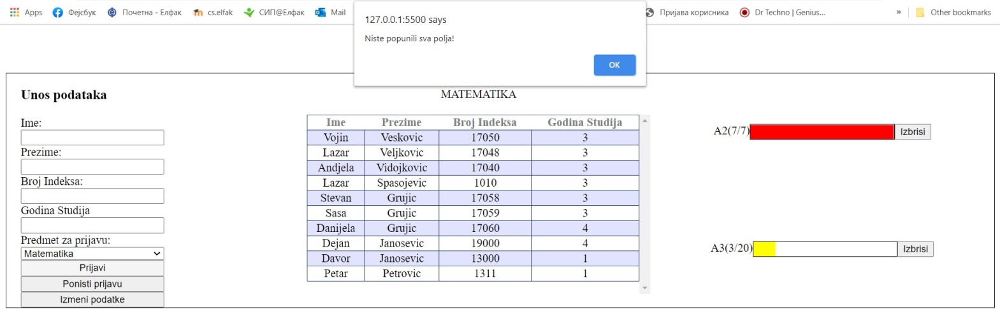 Apps Фејсбук Почетна - Елфак cs.elfak СИП@Елфак Mail Пријава корисника Dr Techno | Genius... » Other bookmarks
127.0.0.1:5500 says
Niste popunili sva polja!
OK
Unos podataka
Ime:
Prezime:
Broj Indeksa:
Godina Studija
Predmet za prijavu:
Matematika
Prijavi
Ponisti prijavu
Izmeni podatke
MATEMATIKA
Ime Prezime Broj Indeksa Godina Studija
Vojin Veskovic 17050 3
Lazar Veljkovic 17048 3
Andjela Vidojkovic 17040 3
Lazar Spasojevic 1010 3
Stevan Grujic 17058 3
Sasa Grujic 17059 3
Danijela Grujic 17060 4
Dejan Janosevic 19000 4
Davor Janosevic 13000 1
Petar Petrovic 1311 1
A2(7/7) Izbrisi
A3(3/20) Izbrisi